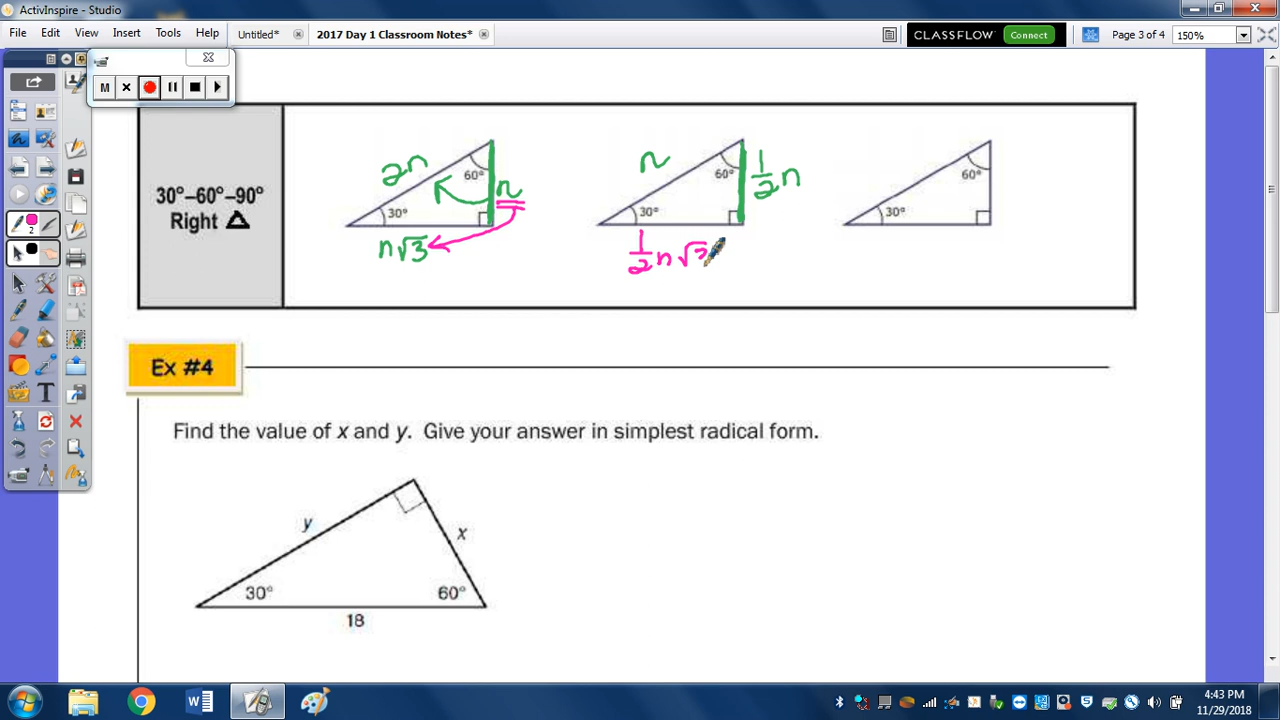 ActivInspire - Studio
File Edit View Insert Tools Help Untitled* 2017 Day 1 Classroom Notes* CLASSFLOW Connect Page 3 of 4 150%
M
30°–60°–90°
Right △
2n 60° n 30°
n√3
n 60° 1/2 n 30°
1/2 n√3
60° 30°
2
T
Ex #4
Find the value of x and y. Give your answer in simplest radical form.
y x
30° 60°
18
4:43 PM
11/29/2018